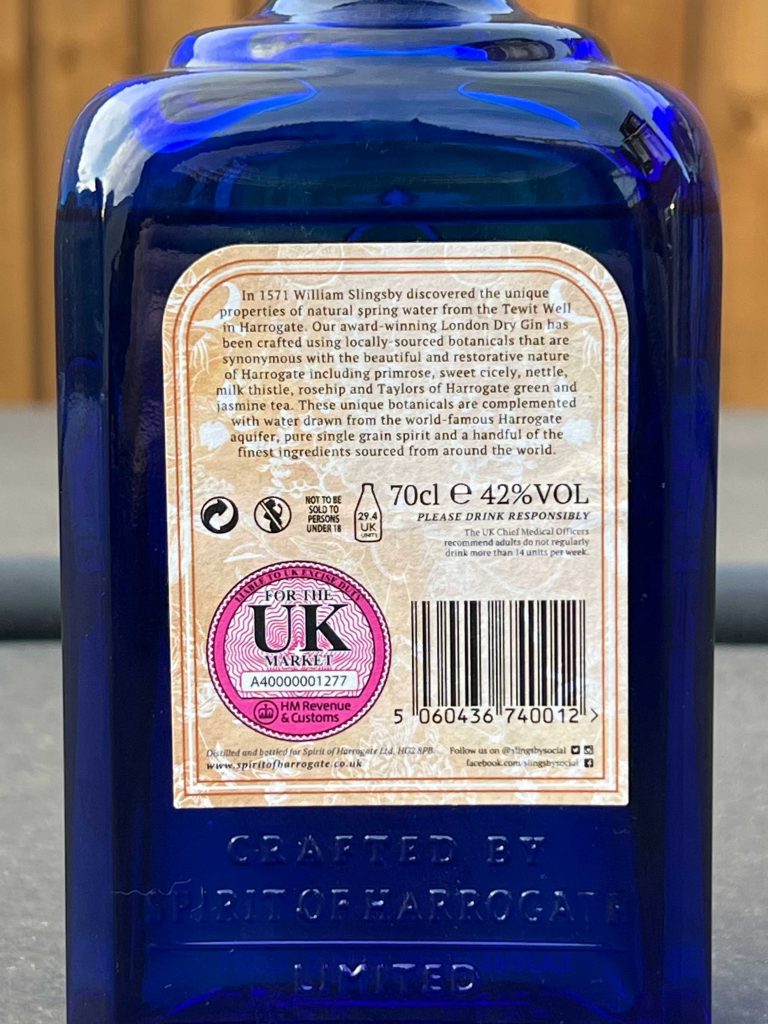 In 1571 William Slingsby discovered the unique
properties of natural spring water from the Tewit Well
in Harrogate. Our award-winning London Dry Gin has
been crafted using locally-sourced botanicals that are
synonymous with the beautiful and restorative nature
of Harrogate including primrose, sweet cicely, nettle,
milk thistle, rosehip and Taylors of Harrogate green and
jasmine tea. These unique botanicals are complemented
with water drawn from the world-famous Harrogate
aquifer, pure single grain spirit and a handful of the
finest ingredients sourced from around the world.
NOT TO BE
SOLD TO
PERSONS
UNDER 18
29.4
UK
UNITS
70cl ℮ 42%VOL
PLEASE DRINK RESPONSIBLY
The UK Chief Medical Officers
recommend adults do not regularly
drink more than 14 units per week.
LIABLE TO UK EXCISE DUTY
FOR THE
UK
MARKET
A40000001277
HM Revenue
& Customs
5 060436 740012 >
Distilled and bottled for Spirit of Harrogate Ltd, HG2 8PB.
www.spiritofharrogate.co.uk
Follow us on @slingsbysocial
facebook.com/slingsbysocial
CRAFTED BY
SPIRIT OF HARROGATE
LIMITED